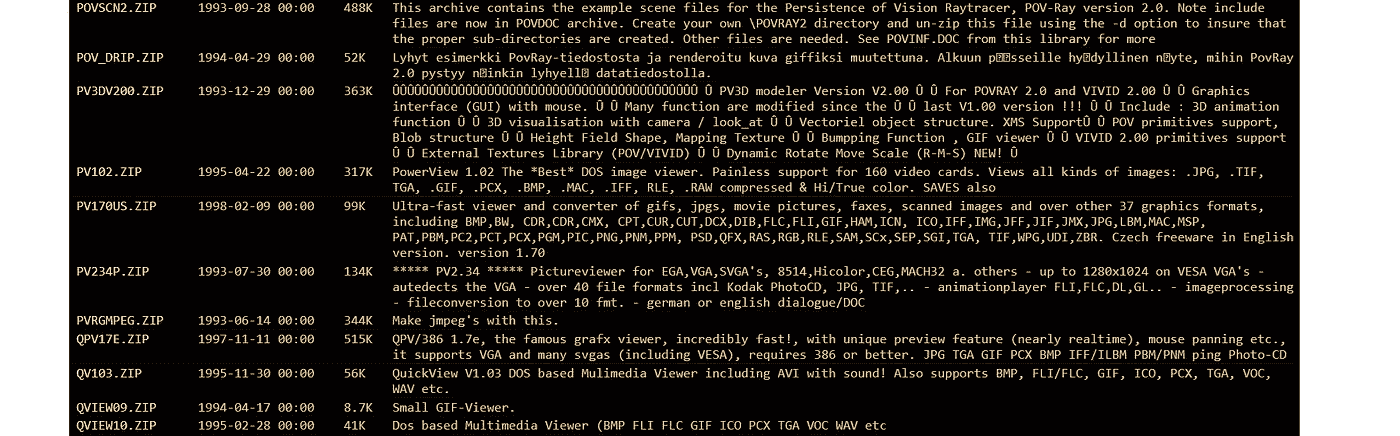 POVSCN2.ZIP 1993-09-28 00:00 488K This archive contains the example scene files for the Persistence of Vision Raytracer, POV-Ray version 2.0. Note include
files are now in POVDOC archive. Create your own \POVRAY2 directory and un-zip this file using the -d option to insure that
the proper sub-directories are created. Other files are needed. See POVINF.DOC from this library for more
POV_DRIP.ZIP 1994-04-29 00:00 52K Lyhyt esimerkki PovRay-tiedostosta ja renderoitu kuva giffiksi muutettuna. Alkuun p��sseille hy�dyllinen n�yte, mihin PovRay
2.0 pystyy n�inkin lyhyell� datatiedostolla.
PV3DV200.ZIP 1993-12-29 00:00 363K ÛÛÛÛÛÛÛÛÛÛÛÛÛÛÛÛÛÛÛÛÛÛÛÛÛÛÛÛÛÛÛÛÛÛÛÛÛÛÛÛÛ Û PV3D modeler Version V2.00 Û Û For POVRAY 2.0 and VIVID 2.00 Û Û Graphics
interface (GUI) with mouse. Û Û Many function are modified since the Û Û last V1.00 version !!! Û Û Include : 3D animation
function Û Û 3D visualisation with camera / look_at Û Û Vectoriel object structure. XMS SupportÛ Û POV primitives support,
Blob structure Û Û Height Field Shape, Mapping Texture Û Û Bumpping Function , GIF viewer Û Û VIVID 2.00 primitives support
Û Û External Textures Library (POV/VIVID) Û Û Dynamic Rotate Move Scale (R-M-S) NEW! Û
PV102.ZIP 1995-04-22 00:00 317K PowerView 1.02 The *Best* DOS image viewer. Painless support for 160 video cards. Views all kinds of images: .JPG, .TIF,
TGA, .GIF, .PCX, .BMP, .MAC, .IFF, RLE, .RAW compressed & Hi/True color. SAVES also
PV170US.ZIP 1998-02-09 00:00 99K Ultra-fast viewer and converter of gifs, jpgs, movie pictures, faxes, scanned images and over other 37 graphics formats,
including BMP,BW, CDR,CDR,CMX, CPT,CUR,CUT,DCX,DIB,FLC,FLI,GIF,HAM,ICN, ICO,IFF,IMG,JFF,JIF,JMX,JPG,LBM,MAC,MSP,
PAT,PBM,PC2,PCT,PCX,PGM,PIC,PNG,PNM,PPM, PSD,QFX,RAS,RGB,RLE,SAM,SCx,SEP,SGI,TGA, TIF,WPG,UDI,ZBR. Czech freeware in English
version. version 1.70
PV234P.ZIP 1993-07-30 00:00 134K ***** PV2.34 ***** Pictureviewer for EGA,VGA,SVGA's, 8514,Hicolor,CEG,MACH32 a. others - up to 1280x1024 on VESA VGA's -
autedects the VGA - over 40 file formats incl Kodak PhotoCD, JPG, TIF,.. - animationplayer FLI,FLC,DL,GL.. - imageprocessing
- fileconversion to over 10 fmt. - german or english dialogue/DOC
PVRGMPEG.ZIP 1993-06-14 00:00 344K Make jmpeg's with this.
QPV17E.ZIP 1997-11-11 00:00 515K QPV/386 1.7e, the famous grafx viewer, incredibly fast!, with unique preview feature (nearly realtime), mouse panning etc.,
it supports VGA and many svgas (including VESA), requires 386 or better. JPG TGA GIF PCX BMP IFF/ILBM PBM/PNM ping Photo-CD
QV103.ZIP 1995-11-30 00:00 56K QuickView V1.03 DOS based Mulimedia Viewer including AVI with sound! Also supports BMP, FLI/FLC, GIF, ICO, PCX, TGA, VOC,
WAV etc.
QVIEW09.ZIP 1994-04-17 00:00 8.7K Small GIF-Viewer.
QVIEW10.ZIP 1995-02-28 00:00 41K Dos based Multimedia Viewer (BMP FLI FLC GIF ICO PCX TGA VOC WAV etc